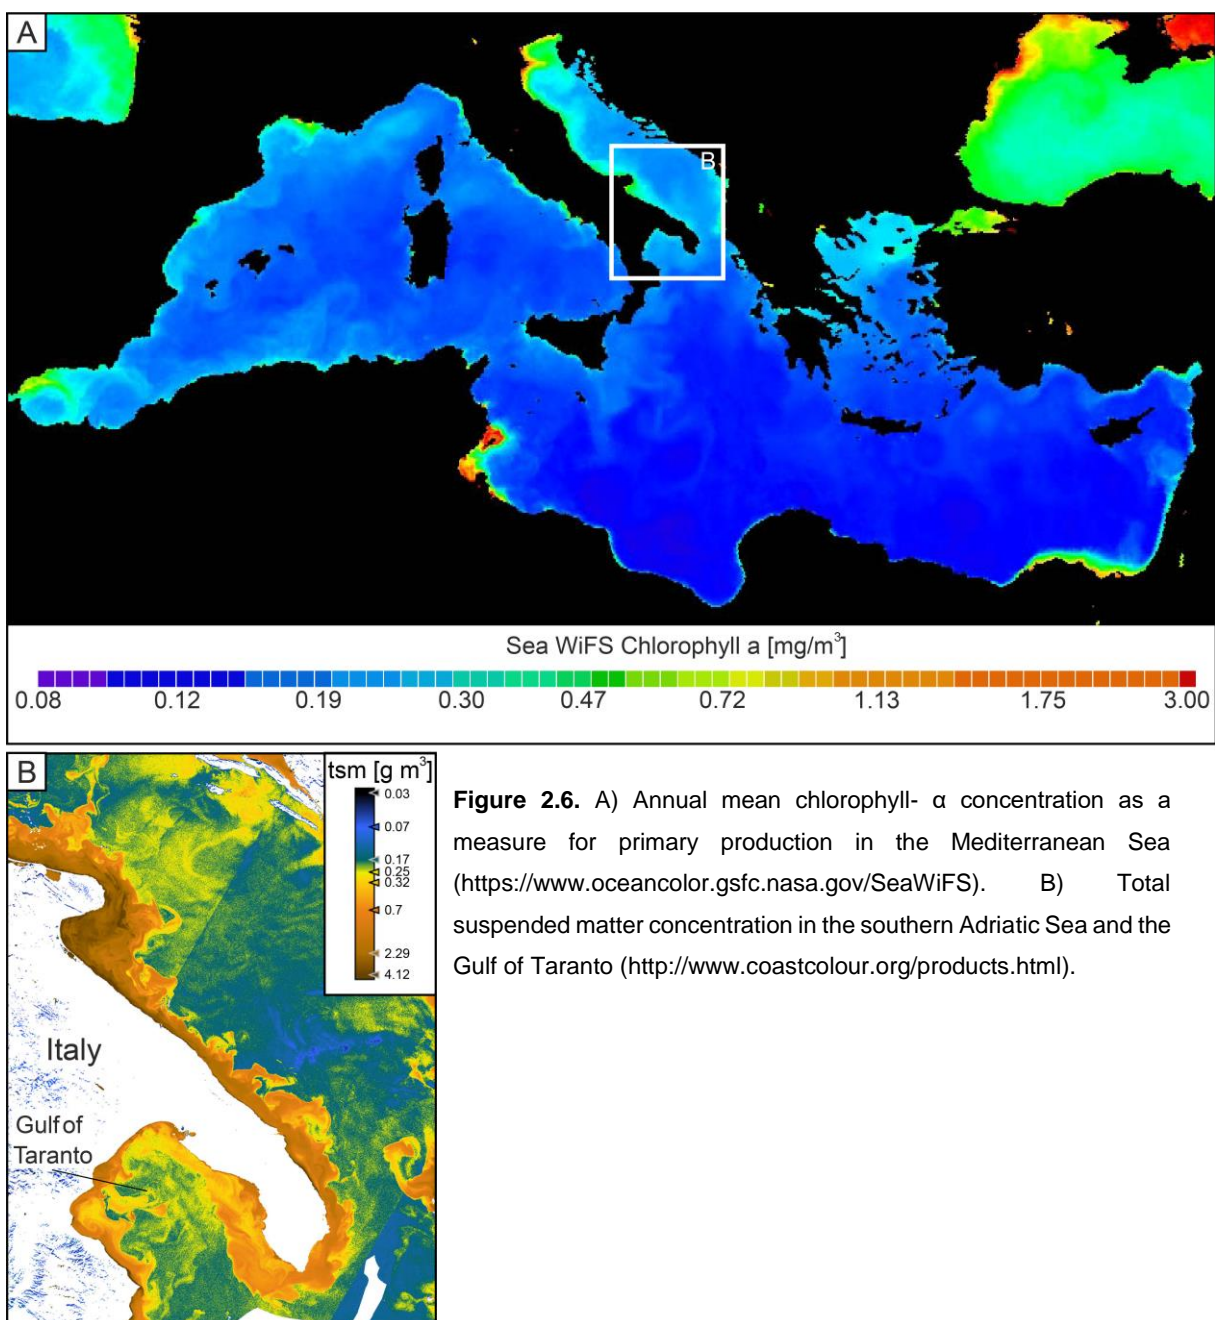 A
B
Sea WiFS Chlorophyll a [mg/m³]
0.08 0.12 0.19 0.30 0.47 0.72 1.13 1.75 3.00
B
tsm [g m³]
0.03
0.07
0.17
0.25
0.32
0.7
2.29
4.12
Italy
Gulf of
Taranto
Figure 2.6. A) Annual mean chlorophyll- α concentration as a
measure for primary production in the Mediterranean Sea
(https://www.oceancolor.gsfc.nasa.gov/SeaWiFS). B) Total
suspended matter concentration in the southern Adriatic Sea and the
Gulf of Taranto (http://www.coastcolour.org/products.html).